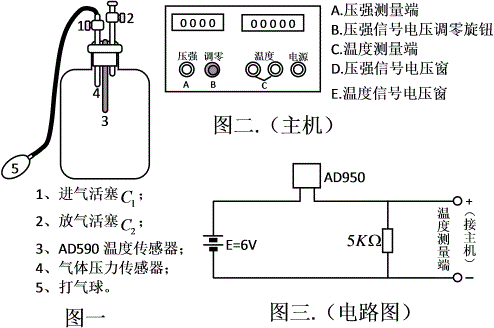 1
2
4
3
5
1、进气活塞C₁；
2、放气活塞C₂；
3、AD590 温度传感器；
4、气体压力传感器；
5、打气球。
图一
0000
00000
压强
调零
温度
电源
A
B
C
图二.（主机）
A.压强测量端
B.压强信号电压调零旋钮
C.温度测量端
D.压强信号电压窗
E.温度信号电压窗
AD950
E=6V
5KΩ
+
−
温度测量端
（接主机）
图三.（电路图）